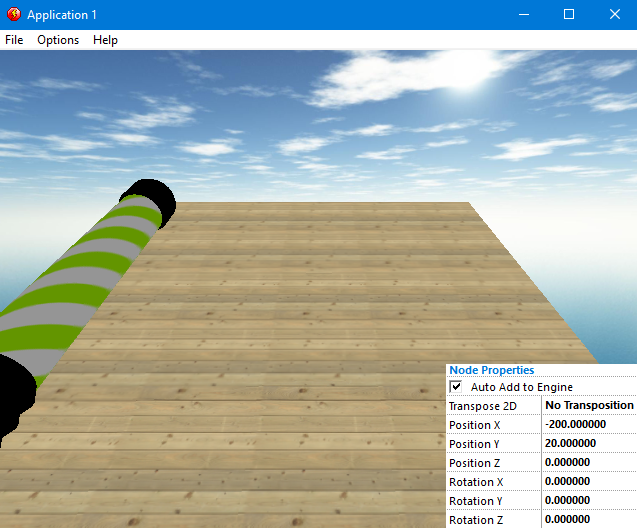 Application 1
File Options Help
Node Properties
Auto Add to Engine
Transpose 2D No Transposition
Position X -200.000000
Position Y 20.000000
Position Z 0.000000
Rotation X 0.000000
Rotation Y 0.000000
Rotation Z 0.000000